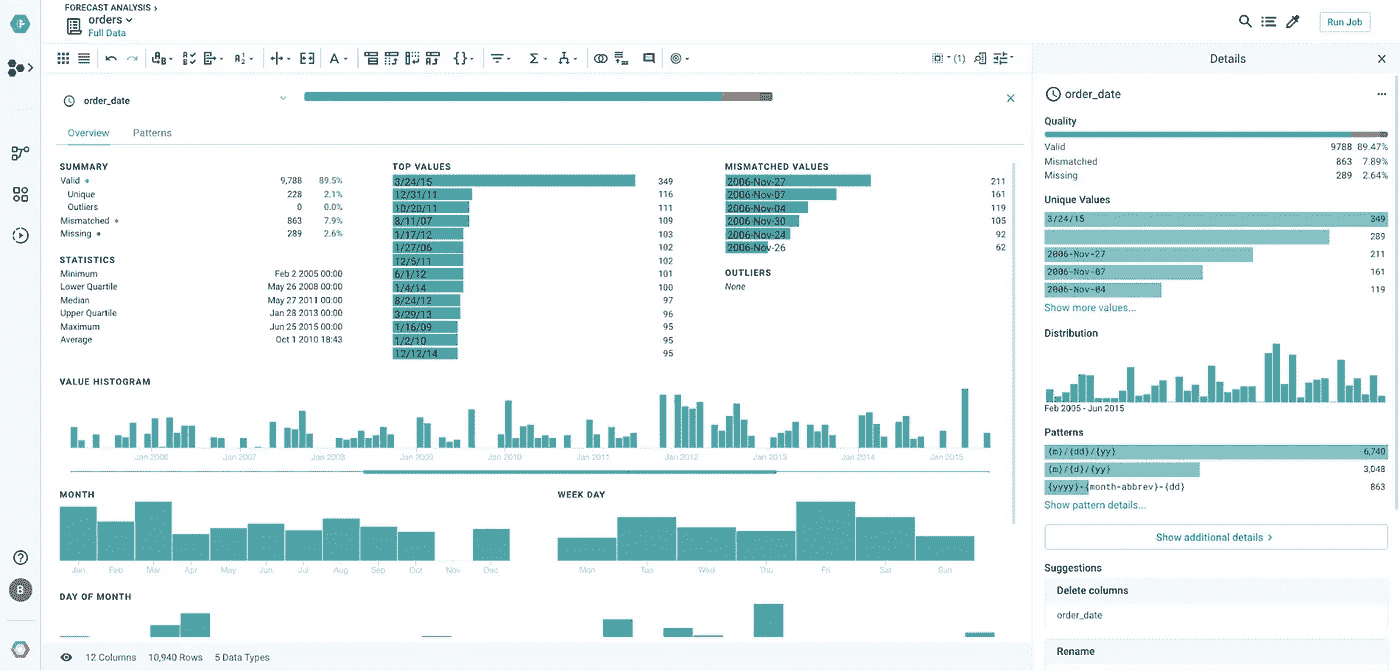 FORECAST ANALYSIS >
orders
Full Data
Run Job
A
(1)
order_date
Overview
Patterns
SUMMARY
Valid 9,788 89.5%
Unique 228 2.1%
Outliers 0 0.0%
Mismatched 863 7.9%
Missing 289 2.6%
STATISTICS
Minimum Feb 2 2005 00:00
Lower Quartile May 26 2008 00:00
Median May 27 2011 00:00
Upper Quartile Jan 28 2013 00:00
Maximum Jun 25 2015 00:00
Average Oct 1 2010 18:43
TOP VALUES
3/24/15 349
12/31/11 116
10/20/11 111
8/11/07 109
1/17/12 103
1/27/06 102
12/5/11 102
6/1/12 101
1/4/14 100
8/24/12 97
3/29/13 96
1/16/09 95
1/2/10 95
12/12/14 95
MISMATCHED VALUES
2006-Nov-27 211
2006-Nov-07 161
2006-Nov-04 119
2006-Nov-30 105
2006-Nov-24 92
2006-Nov-26 62
OUTLIERS
None
VALUE HISTOGRAM
Jan 2006 Jan 2007 Jan 2008 Jan 2009 Jan 2010 Jan 2011 Jan 2012 Jan 2013 Jan 2014 Jan 2015
MONTH
Jan Feb Mar Apr May Jun Jul Aug Sep Oct Nov Dec
WEEK DAY
Mon Tue Wed Thu Fri Sat Sun
DAY OF MONTH
12 Columns 10,940 Rows 5 Data Types
B
Details
order_date
Quality
Valid 9788 89.47%
Mismatched 863 7.89%
Missing 289 2.64%
Unique Values
3/24/15 349
289
2006-Nov-27 211
2006-Nov-07 161
2006-Nov-04 119
Show more values...
Distribution
Feb 2005 - Jun 2015
Patterns
{m}/{dd}/{yy} 6,740
{m}/{d}/{yy} 3,048
{yyyy}-{month-abbrev}-{dd} 863
Show pattern details...
Show additional details >
Suggestions
Delete columns
order_date
Rename